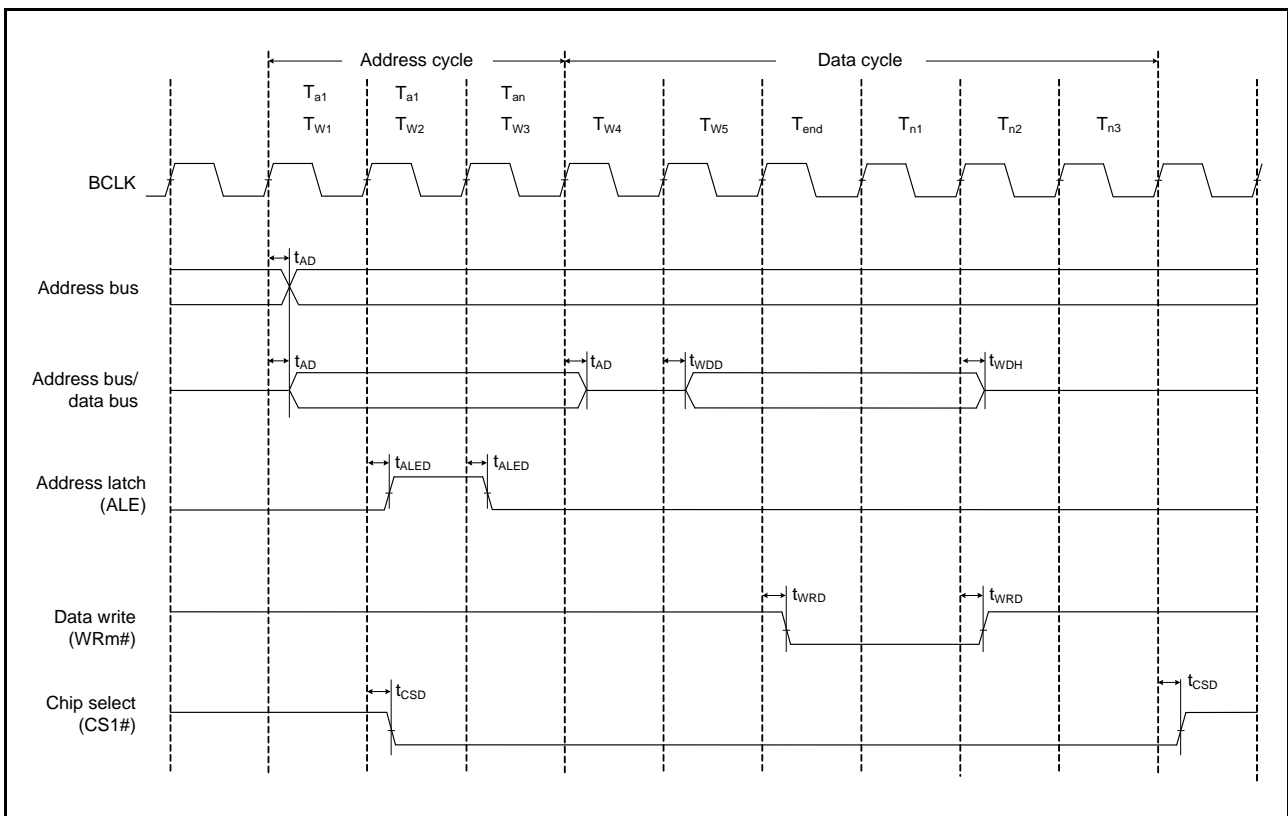 Address cycle Data cycle
Ta1 Ta1 Tan
TW1 TW2 TW3 TW4 TW5 Tend Tn1 Tn2 Tn3
BCLK
tAD
Address bus
tAD tAD tWDD tWDH
Address bus/
data bus
tALED tALED
Address latch
(ALE)
tWRD tWRD
Data write
(WRm#)
tCSD tCSD
Chip select
(CS1#)